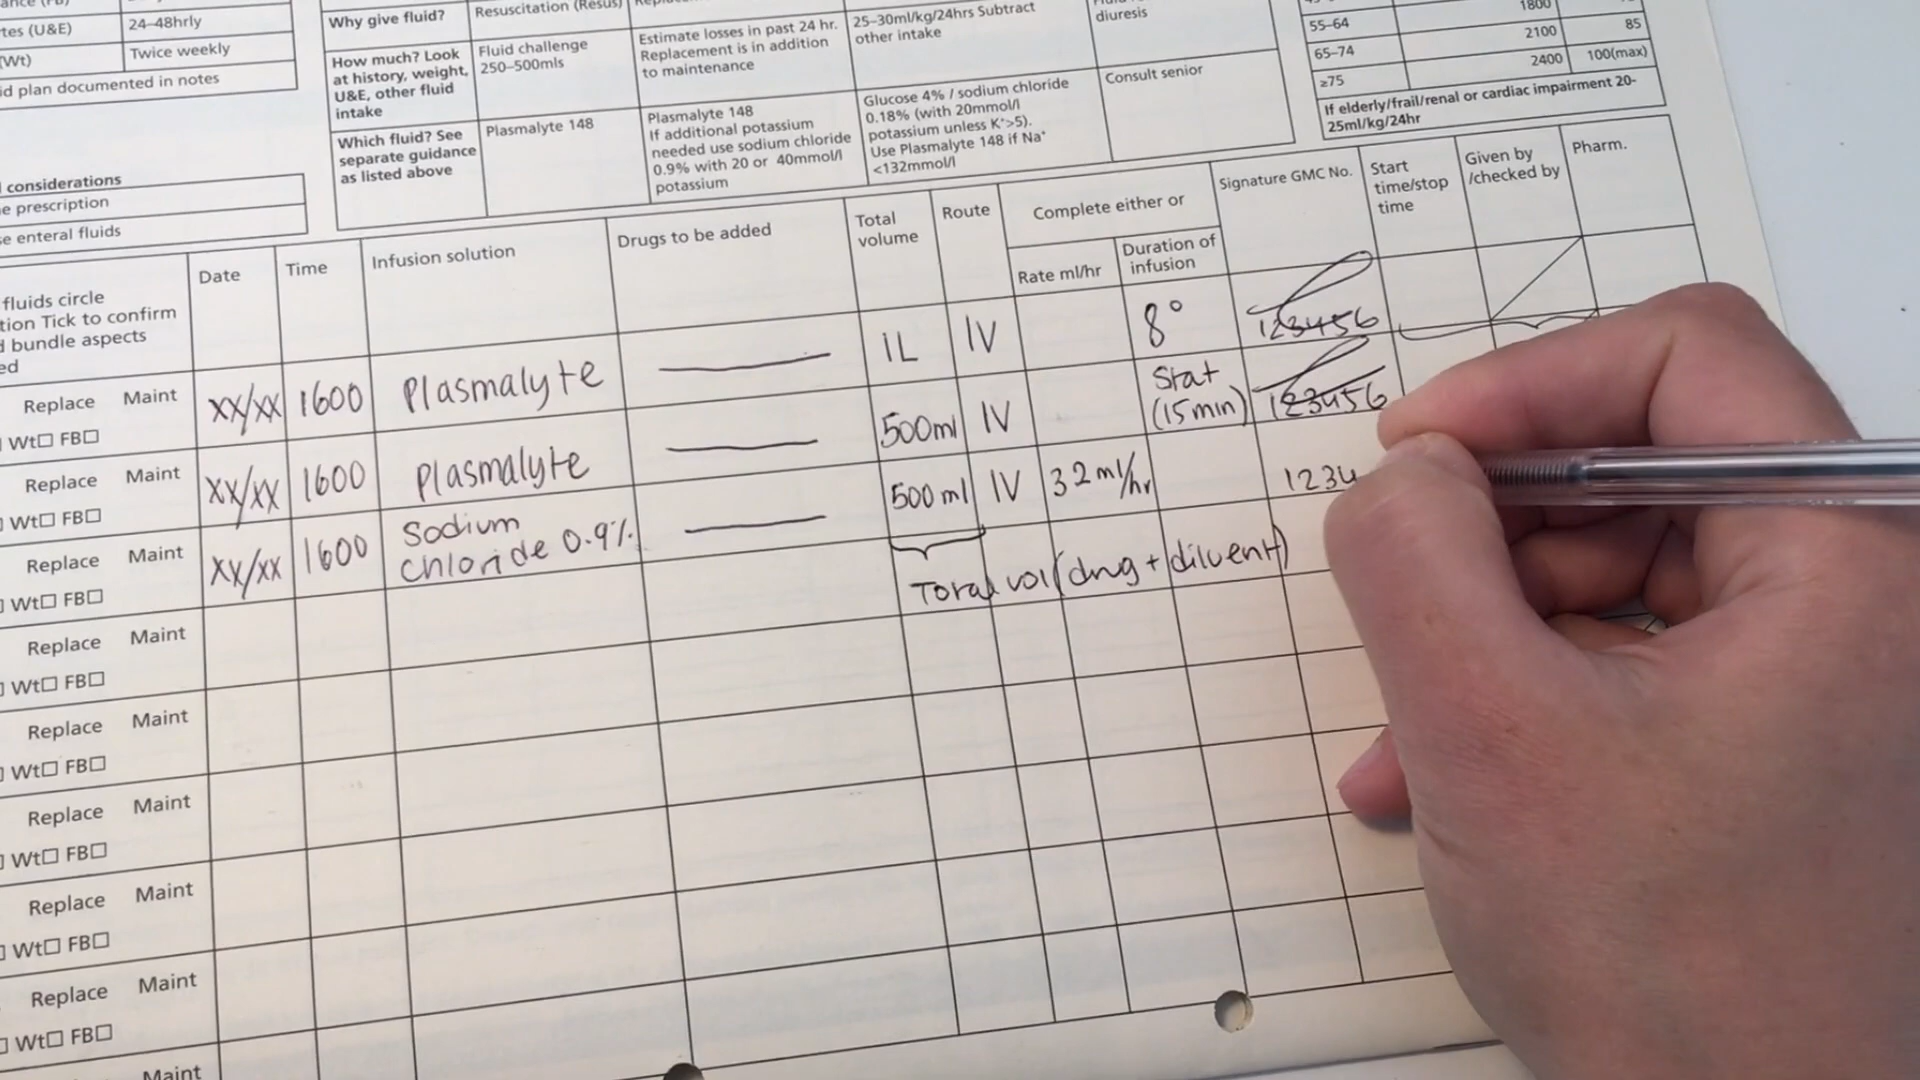 tes (U&E)
24–48hrly
(Wt)
Twice weekly
id plan documented in notes
considerations
e prescription
se enteral fluids
Why give fluid?
Resuscitation (Resus)
25–30ml/kg/24hrs Subtract
other intake
diuresis
How much? Look
at history, weight,
U&E, other fluid
intake
Fluid challenge
250–500mls
Estimate losses in past 24 hr.
Replacement is in addition
to maintenance
Consult senior
Which fluid? See
separate guidance
as listed above
Plasmalyte 148
Plasmalyte 148
If additional potassium
needed use sodium chloride
0.9% with 20 or 40mmol/l
potassium
Glucose 4% / sodium chloride
0.18% (with 20mmol/l
potassium unless K+>5).
Use Plasmalyte 148 if Na+
<132mmol/l
1800
55–64
2100
85
65–74
2400
100(max)
≥75
If elderly/frail/renal or cardiac impairment 20-
25ml/kg/24hr
fluids circle
tion Tick to confirm
d bundle aspects
ed
Date
Time
Infusion solution
Drugs to be added
Total
volume
Route
Complete either or
Rate ml/hr
Duration of
infusion
Signature GMC No.
Start
time/stop
time
Given by
/checked by
Pharm.
Replace Maint
Wt☐ FB☐
xx/xx 1600 Plasmalyte 1L IV 8° 123456
Replace Maint
Wt☐ FB☐
xx/xx 1600 Plasmalyte 500ml IV Stat
(15min) 123456
Replace Maint
Wt☐ FB☐
xx/xx 1600 Sodium
chloride 0.9% 500ml IV 32ml/hr 1234
Total vol (drug + diluent)
Replace Maint
Wt☐ FB☐
Replace Maint
Wt☐ FB☐
Replace Maint
Wt☐ FB☐
Replace Maint
Wt☐ FB☐
Replace Maint
Wt☐ FB☐
Maint